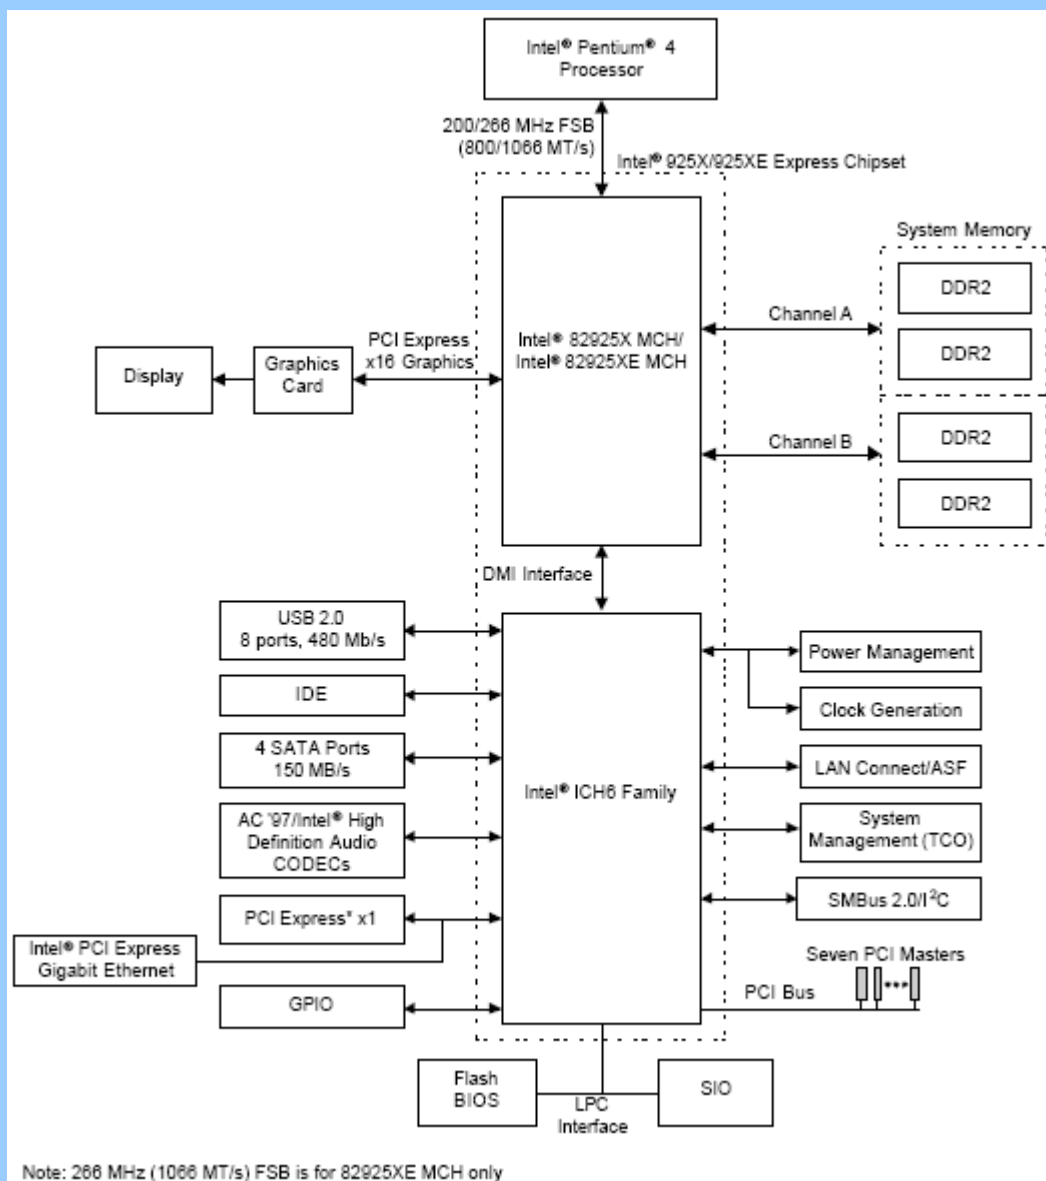 Intel® Pentium® 4
Processor
200/266 MHz FSB
(800/1066 MT/s)
Intel® 925X/925XE Express Chipset
System Memory
DDR2
Channel A
DDR2
PCI Express
x16 Graphics
Intel® 82925X MCH/
Intel® 82925XE MCH
Display
Graphics
Card
Channel B
DDR2
DDR2
DMI Interface
USB 2.0
8 ports, 480 Mb/s
Power Management
IDE
Clock Generation
4 SATA Ports
150 MB/s
LAN Connect/ASF
Intel® ICH6 Family
AC '97/Intel® High
Definition Audio
CODECs
System
Management (TCO)
PCI Express* x1
SMBus 2.0/I²C
Intel® PCI Express
Gigabit Ethernet
Seven PCI Masters
PCI Bus
GPIO
Flash
BIOS
LPC
Interface
SIO
Note: 266 MHz (1066 MT/s) FSB is for 82925XE MCH only